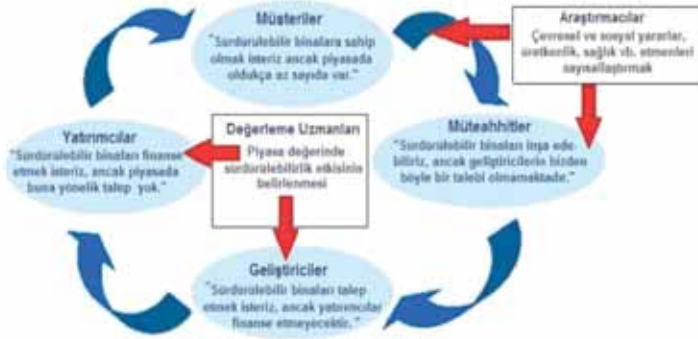 Müşteriler
"Sürdürülebilir binalara sahip
olmak isteriz ancak piyasada
oldukça az sayıda var."
Araştırmacılar
Çevresel ve sosyal yararlar,
üretkenlik, sağlık vb. etmenleri
sayısallaştırmak
Müteahhitler
"Sürdürülebilir binaları inşa ede-
biliriz, ancak geliştiricilerin bizden
böyle bir talebi olmamaktadır."
Değerleme Uzmanları
Piyasa değerinde
sürdürülebilirlik etkisinin
belirlenmesi
Yatırımcılar
"Sürdürülebilir binaları finanse
etmek isteriz, ancak piyasada
buna yönelik talep yok."
Geliştiriciler
"Sürdürülebilir binaları talep
etmek isteriz, ancak yatırımcılar
finanse etmeyecektir."